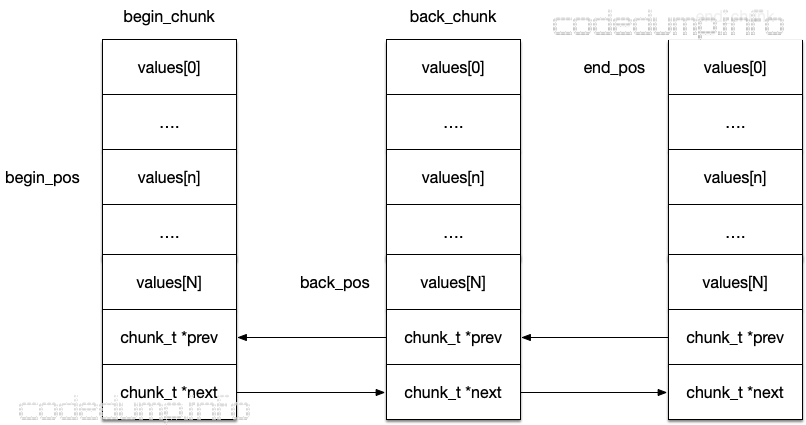 begin_chunk
back_chunk
end_chunk
codedump.info
values[0]
values[0]
end_pos
values[0]
....
....
....
begin_pos
values[n]
values[n]
values[n]
....
....
....
values[N]
back_pos
values[N]
values[N]
chunk_t *prev
chunk_t *prev
chunk_t *prev
chunk_t *next
chunk_t *next
chunk_t *next
codedump.info